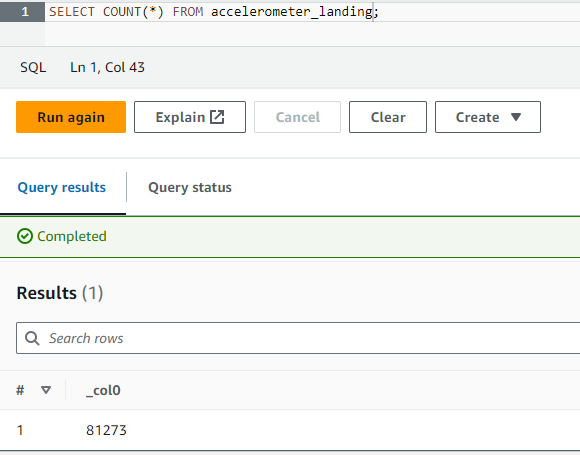 1 SELECT COUNT(*) FROM accelerometer_landing;
SQL Ln 1, Col 43
Run again Explain Cancel Clear Create
Query results Query status
Completed
Results (1)
Search rows
# _col0
1 81273